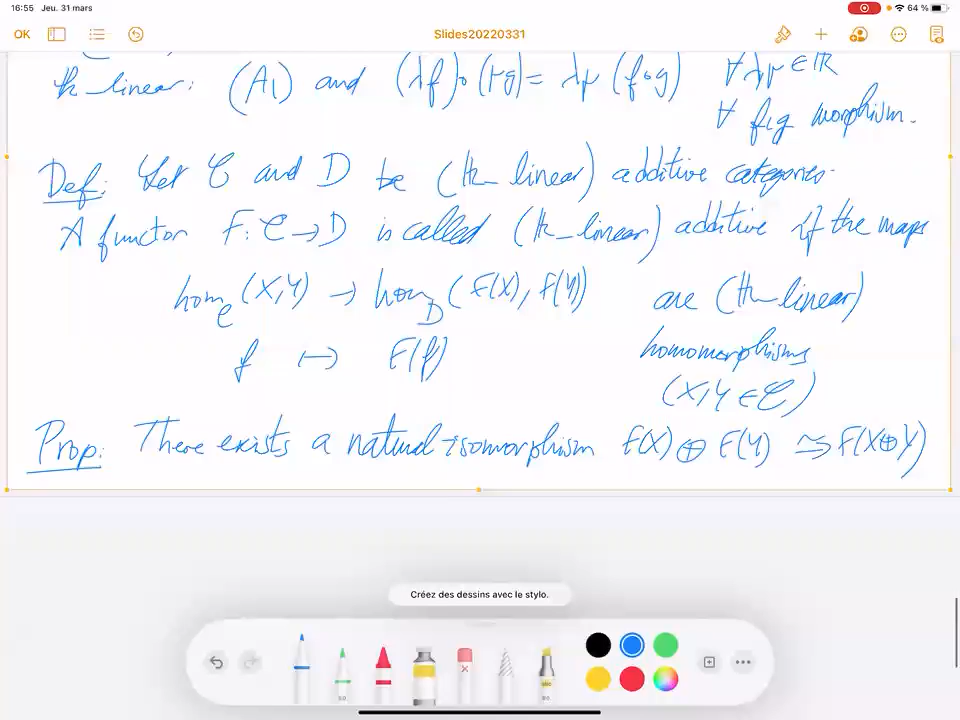 16:55 Jeu. 31 mars
64 %
OK
Slides20220331
k-linear: (A1) and (λf)∘(μg) = λμ (f∘g) ∀ λ,μ ∈ k
∀ f,g morphism.
Def: Let C and D be (k-linear) additive categories.
A functor F: C → D is called (k-linear) additive if the maps
hom_C (X,Y) → hom_D (F(X), F(Y)) are (k-linear)
f ↦ F(f) homomorphisms
(X,Y ∈ C)
Prop: There exists a natural isomorphism F(X) ⊕ F(Y) ⥲ F(X⊕Y)
Créez des dessins avec le stylo.